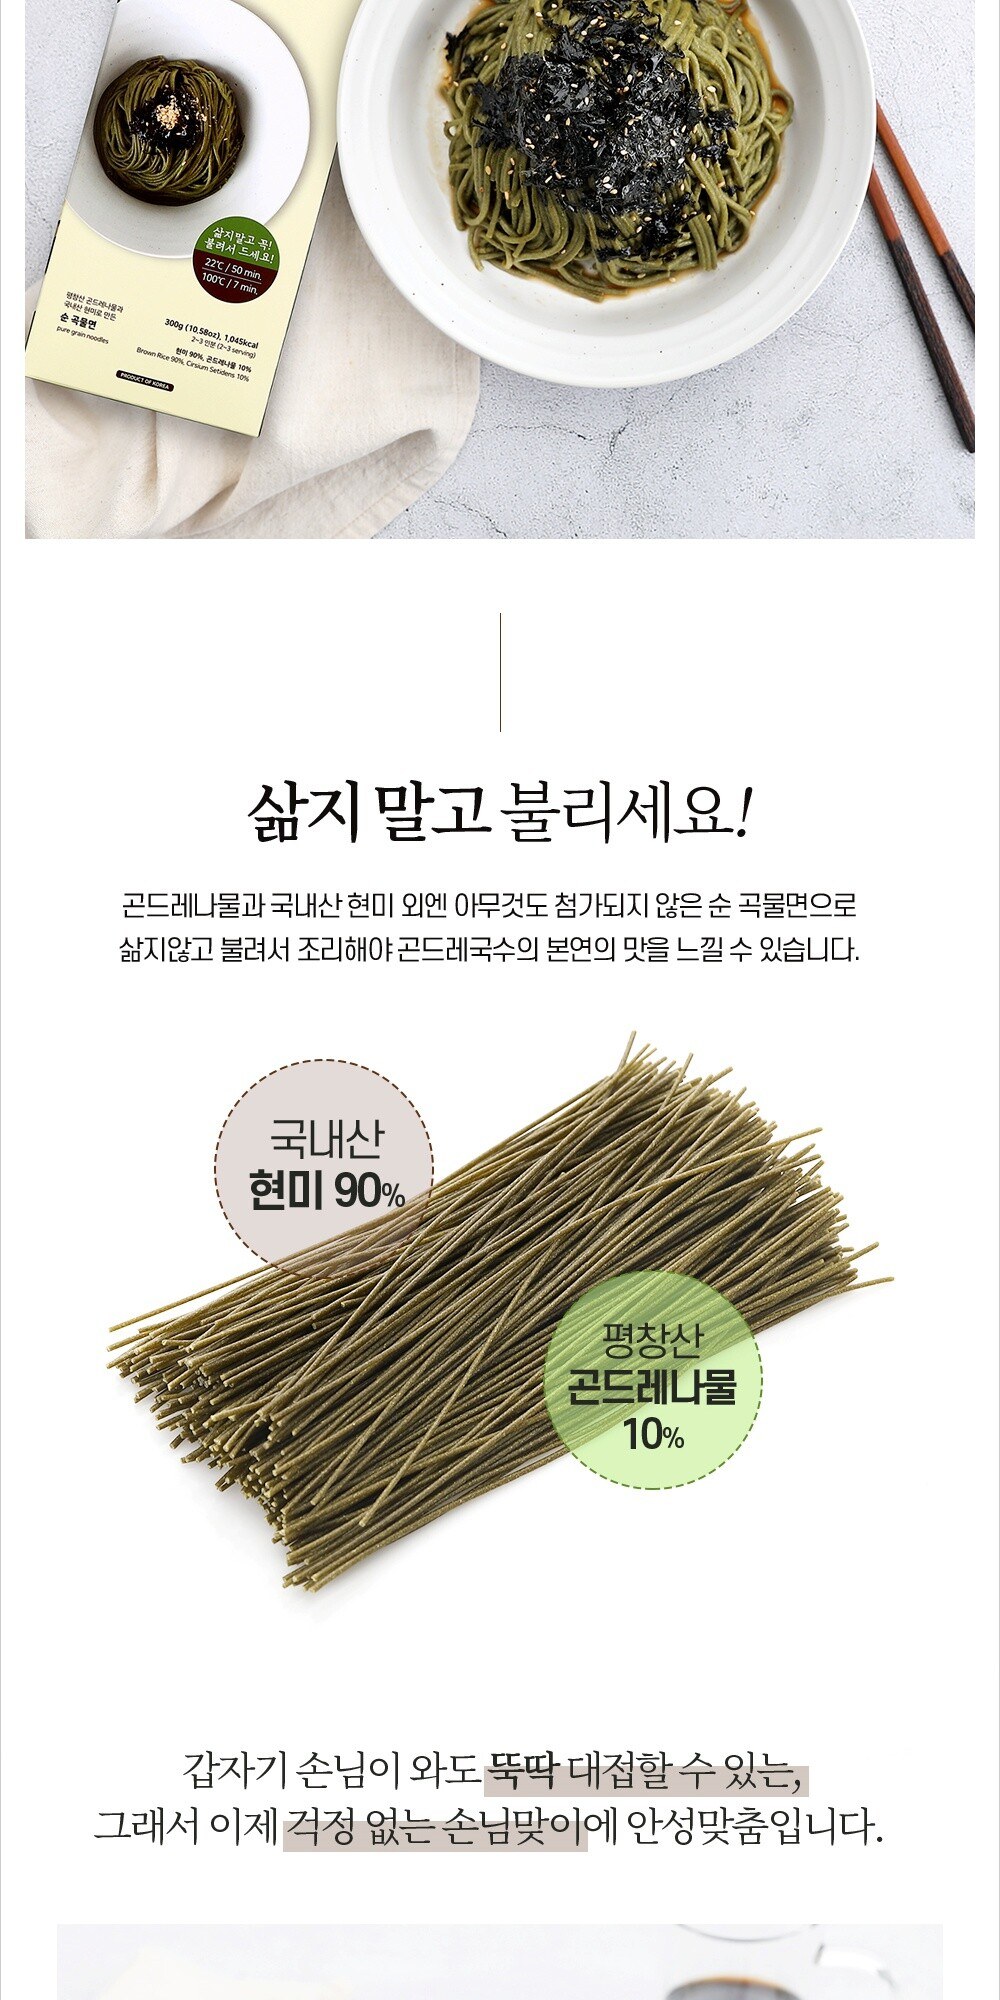 삶지말고 꼭!
불려서 드세요!
22℃ / 50 min.
100℃ / 7 min.
평창산 곤드레나물과
국내산 현미로 만든
순 곡물면
pure grain noodles
300g (10.58oz), 1,045kcal
2~3 인분 (2~3 serving)
현미 90%, 곤드레나물 10%
Brown Rice 90%, Cirsium Setidens 10%
PRODUCT OF KOREA
삶지 말고 불리세요!
곤드레나물과 국내산 현미 외엔 아무것도 첨가되지 않은 순 곡물면으로
삶지않고 불려서 조리해야 곤드레국수의 본연의 맛을 느낄 수 있습니다.
국내산
현미 90%
평창산
곤드레나물
10%
갑자기 손님이 와도 뚝딱 대접할 수 있는,
그래서 이제 걱정 없는 손님맞이에 안성맞춤입니다.